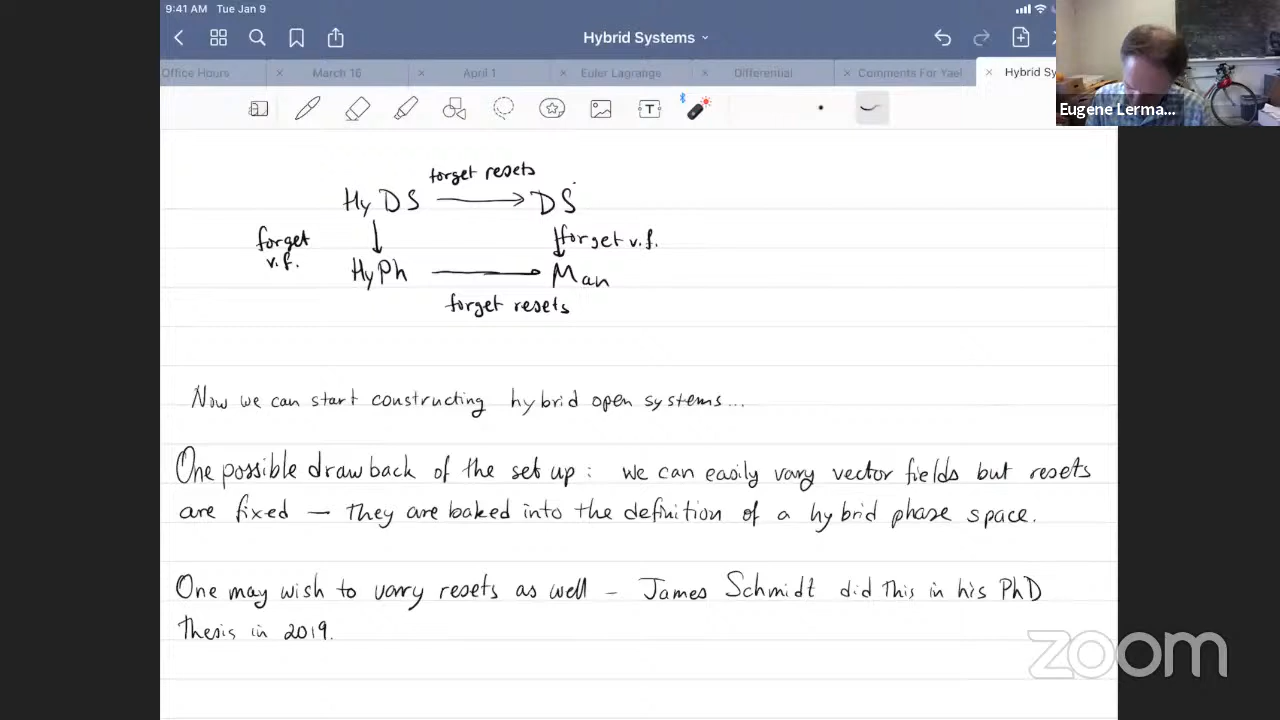 9:41 AM Tue Jan 9
Hybrid Systems
Office Hours
March 16
April 1
Euler Lagrange
Differential
Comments For Yael
Hybrid Sy
Eugene Lerma...
forget resets
HyDS DS
forget v.f.
forget v.f.
HyPh Man
forget resets
Now we can start constructing hybrid open systems...
One possible drawback of the set up: we can easily vary vector fields but resets
are fixed — They are baked into the definition of a hybrid phase space.
One may wish to varry resets as well – James Schmidt did this in his PhD
Thesis in 2019.
zoom